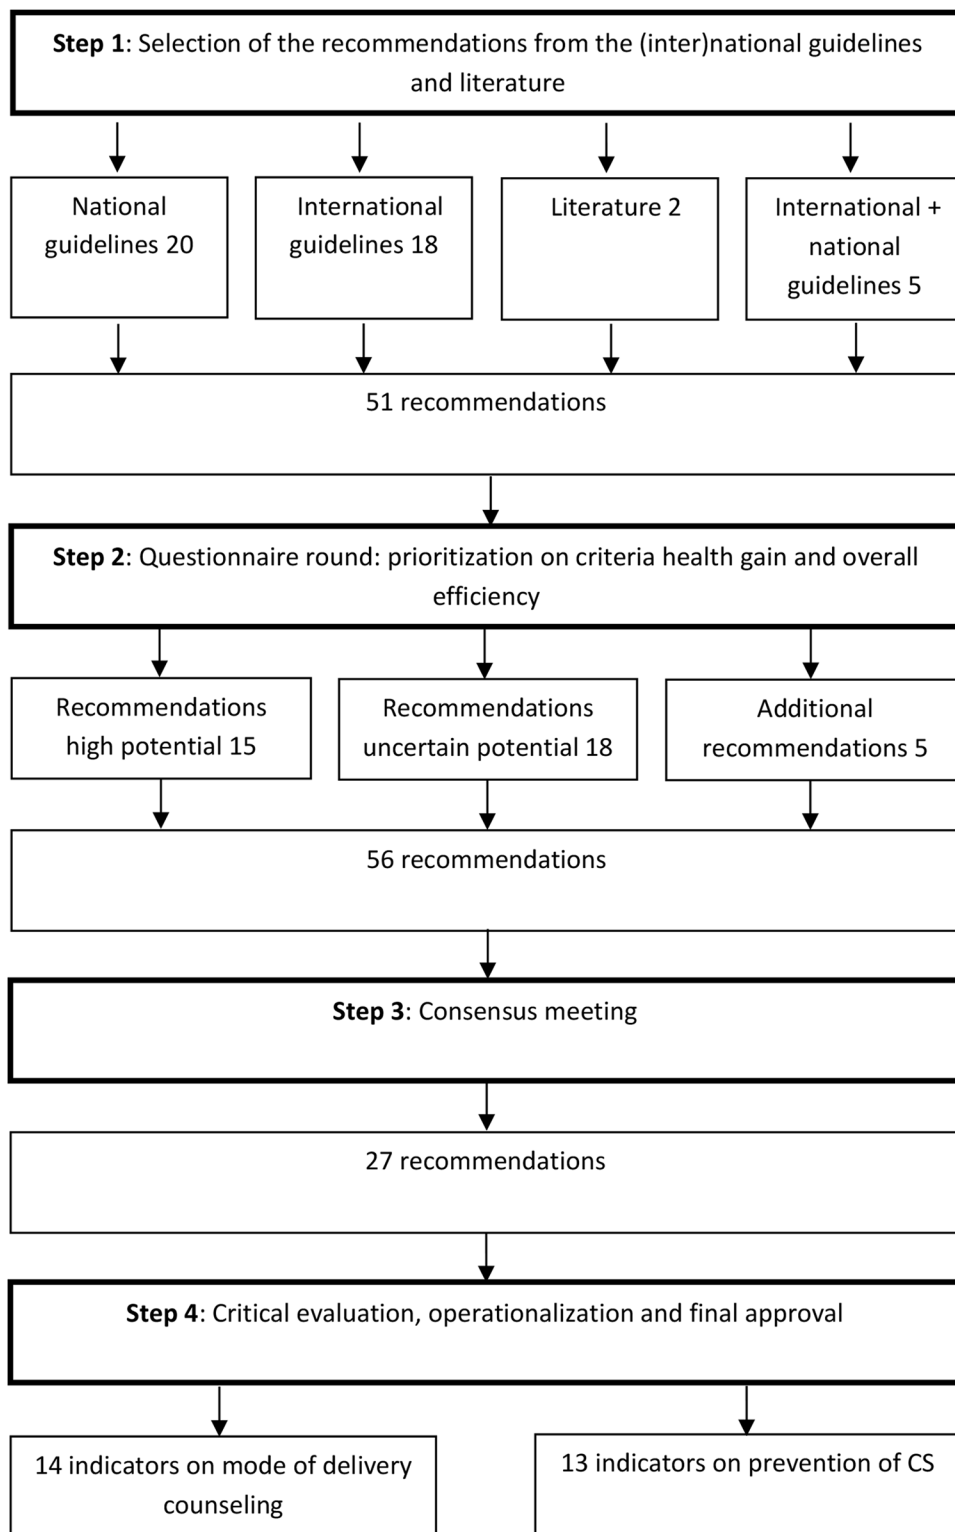 Step 1: Selection of the recommendations from the (inter)national guidelines
and literature
National
guidelines 20
International
guidelines 18
Literature 2
International +
national
guidelines 5
51 recommendations
Step 2: Questionnaire round: prioritization on criteria health gain and overall
efficiency
Recommendations
high potential 15
Recommendations
uncertain potential 18
Additional
recommendations 5
56 recommendations
Step 3: Consensus meeting
27 recommendations
Step 4: Critical evaluation, operationalization and final approval
14 indicators on mode of delivery
counseling
13 indicators on prevention of CS